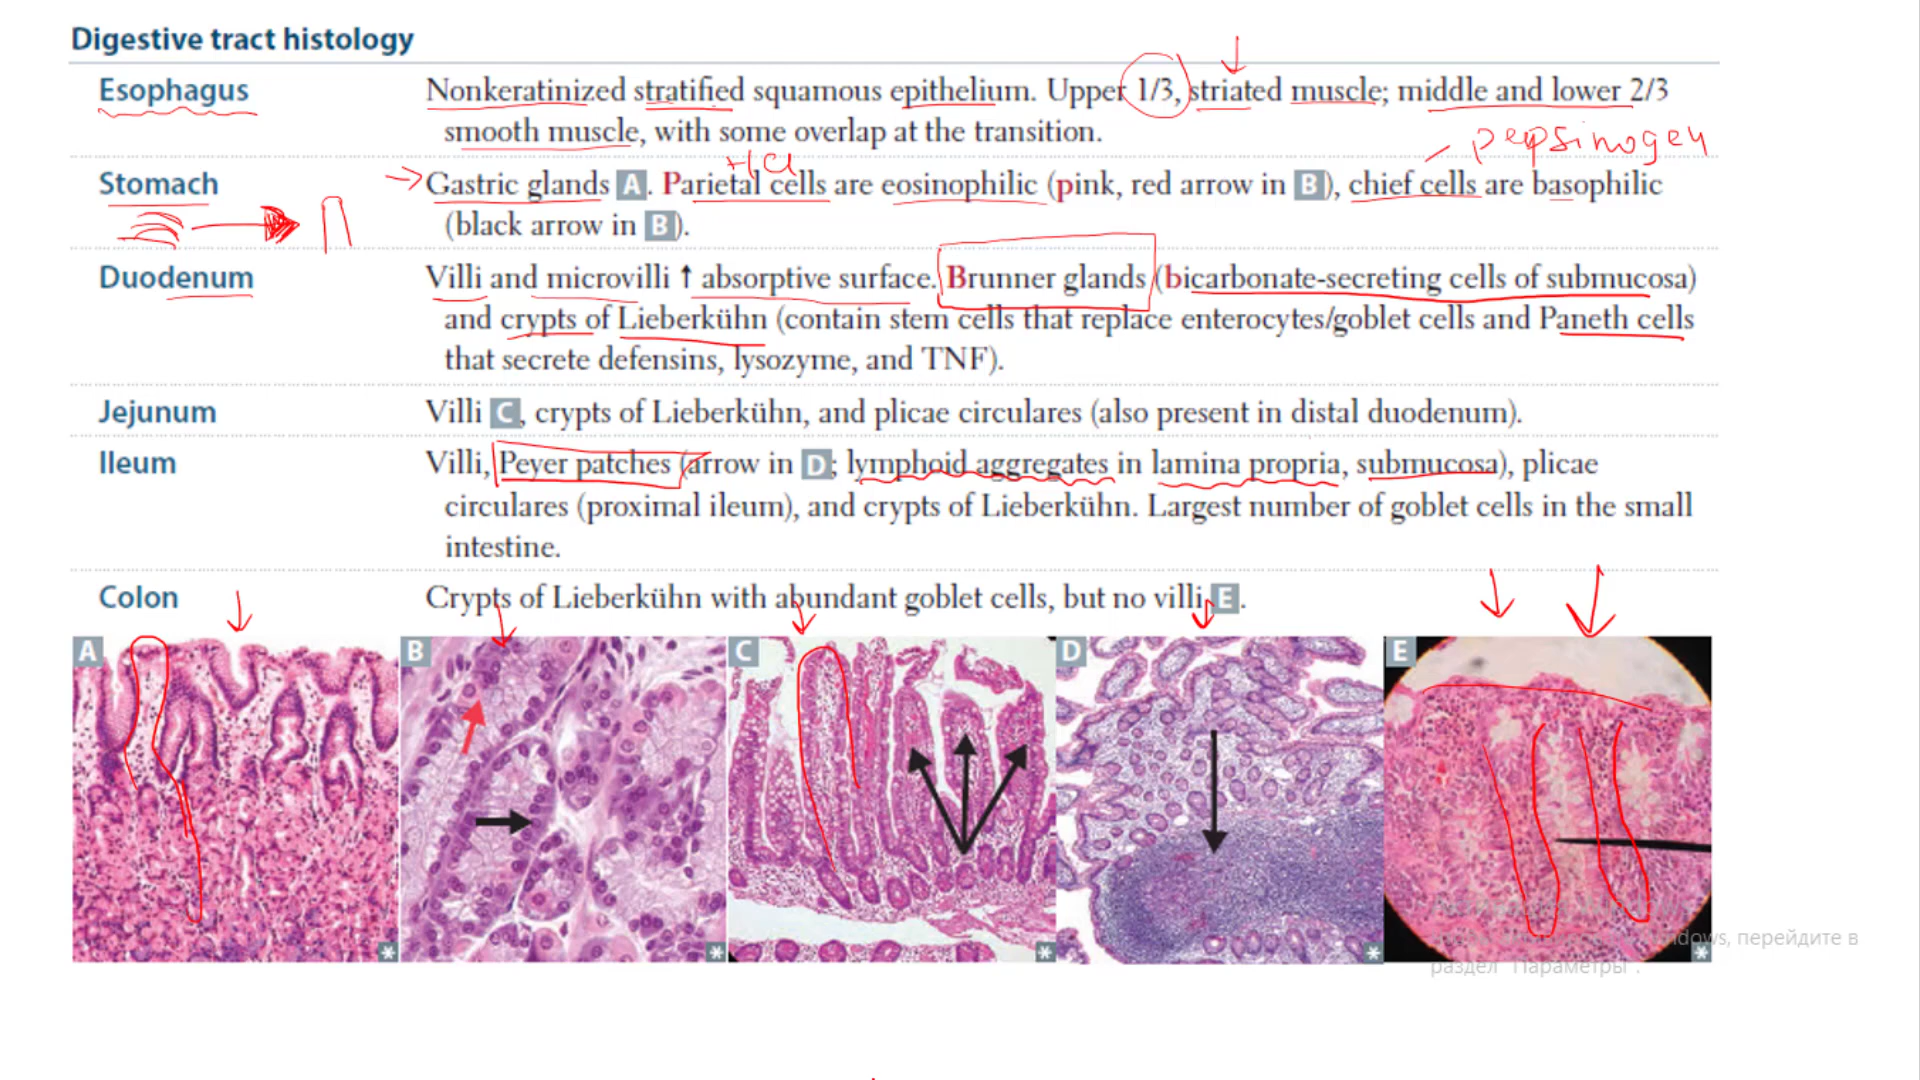 Digestive tract histology
Esophagus
Nonkeratinized stratified squamous epithelium. Upper 1/3, striated muscle; middle and lower 2/3
smooth muscle, with some overlap at the transition.
- pepsinogen
HCl
Stomach
Gastric glands A. Parietal cells are eosinophilic (pink, red arrow in B), chief cells are basophilic
(black arrow in B).
Duodenum
Villi and microvilli ↑ absorptive surface. Brunner glands (bicarbonate-secreting cells of submucosa)
and crypts of Lieberkühn (contain stem cells that replace enterocytes/goblet cells and Paneth cells
that secrete defensins, lysozyme, and TNF).
Jejunum
Villi C, crypts of Lieberkühn, and plicae circulares (also present in distal duodenum).
Ileum
Villi, Peyer patches (arrow in D; lymphoid aggregates in lamina propria, submucosa), plicae
circulares (proximal ileum), and crypts of Lieberkühn. Largest number of goblet cells in the small
intestine.
Colon
Crypts of Lieberkühn with abundant goblet cells, but no villi E.
A B C D E
ndows, перейдите в
раздел "Параметры".